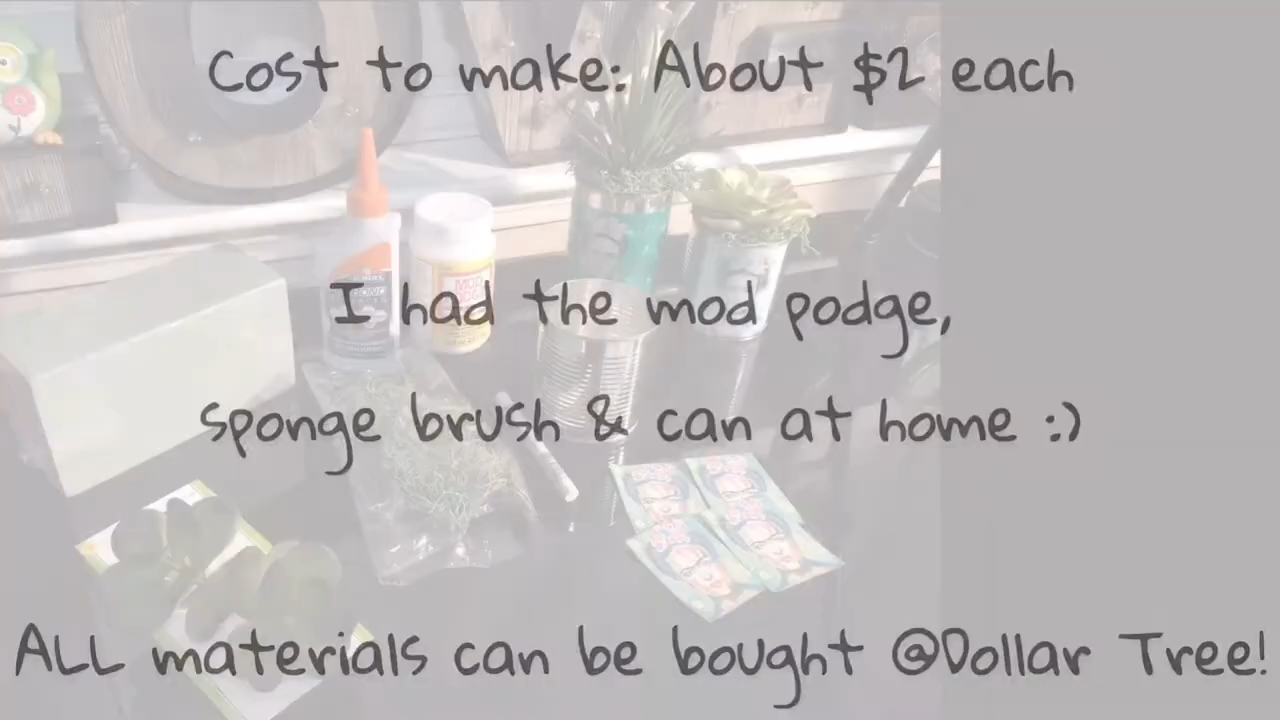 Cost to make: About $2 each
I had the mod podge,
sponge brush & can at home :)
ALL materials can be bought @Dollar Tree!